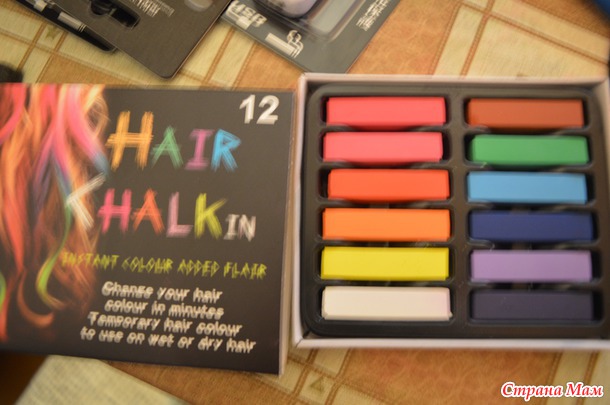 12
HAIR
CHALKIN
INSTANT COLOUR ADDED FLAIR
Change your hair
colour in minutes
Temporary hair colour
to use on wet or dry hair
Страна Мам